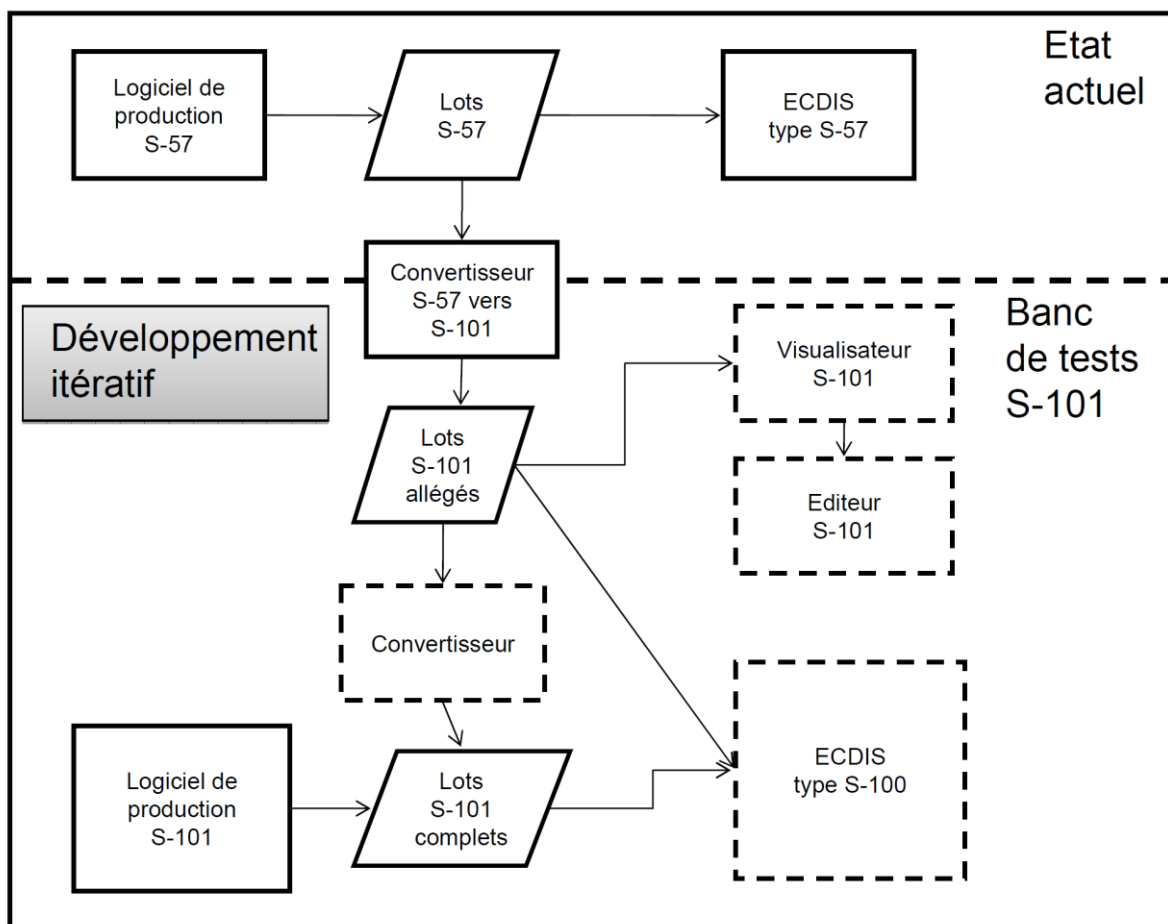 Etat
actuel
Logiciel de
production
S-57
Lots
S-57
ECDIS
type S-57
Convertisseur
S-57 vers
S-101
Développement
itératif
Visualisateur
S-101
Banc
de tests
S-101
Lots
S-101
allégés
Editeur
S-101
Convertisseur
Logiciel de
production
S-101
Lots
S-101
complets
ECDIS
type S-100